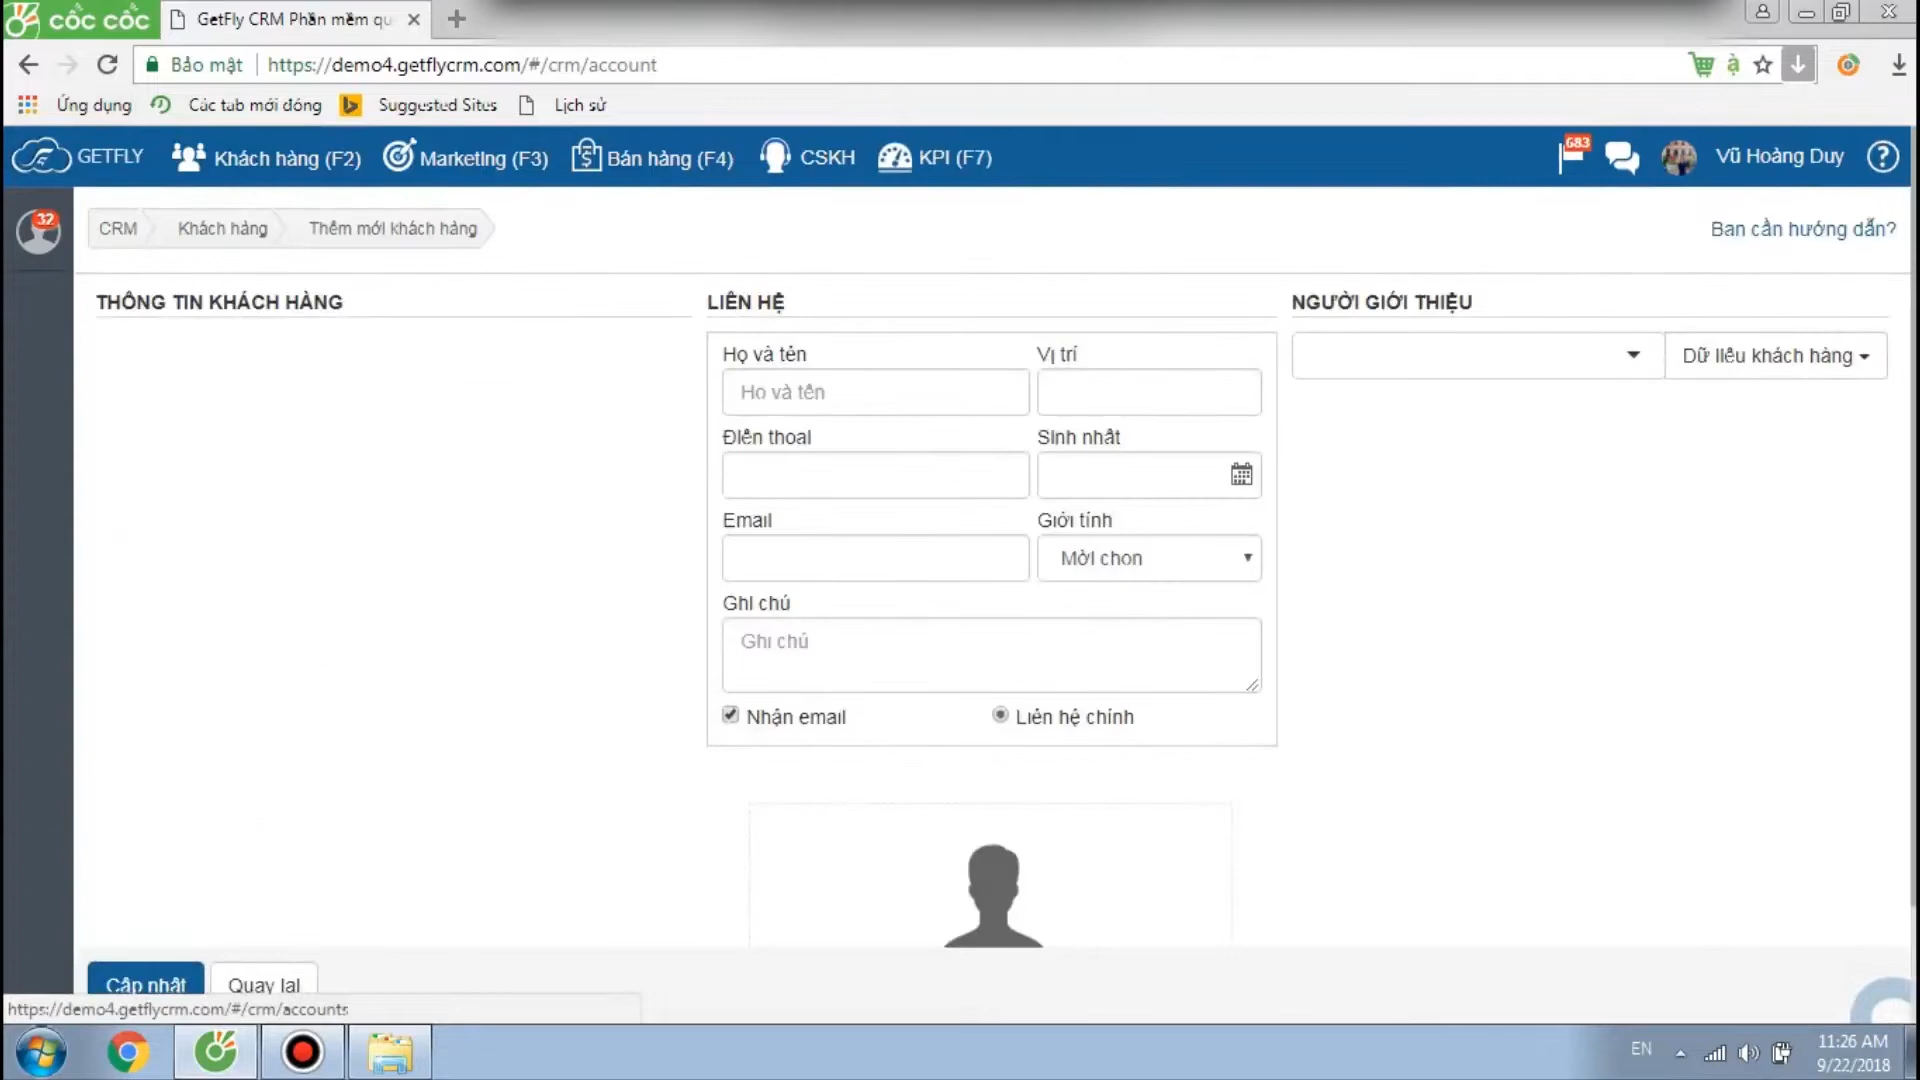 cốc cốc
GetFly CRM Phần mềm qu
Bảo mật
https://demo4.getflycrm.com/#/crm/account
Ứng dụng
Các tab mới đóng
Suggested Sites
Lịch sử
GETFLY
Khách hàng (F2)
Marketing (F3)
Bán hàng (F4)
CSKH
KPI (F7)
683
Vũ Hoàng Duy
32
CRM
Khách hàng
Thêm mới khách hàng
Bạn cần hướng dẫn?
THÔNG TIN KHÁCH HÀNG
LIÊN HỆ
NGƯỜI GIỚI THIỆU
Họ và tên
Vị trí
Họ và tên
Dữ liệu khách hàng
Điện thoại
Sinh nhật
Email
Giới tính
Mời chọn
Ghi chú
Ghi chú
Nhận email
Liên hệ chính
Cập nhật
Quay lại
https://demo4.getflycrm.com/#/crm/accounts
EN
11:26 AM
9/22/2018